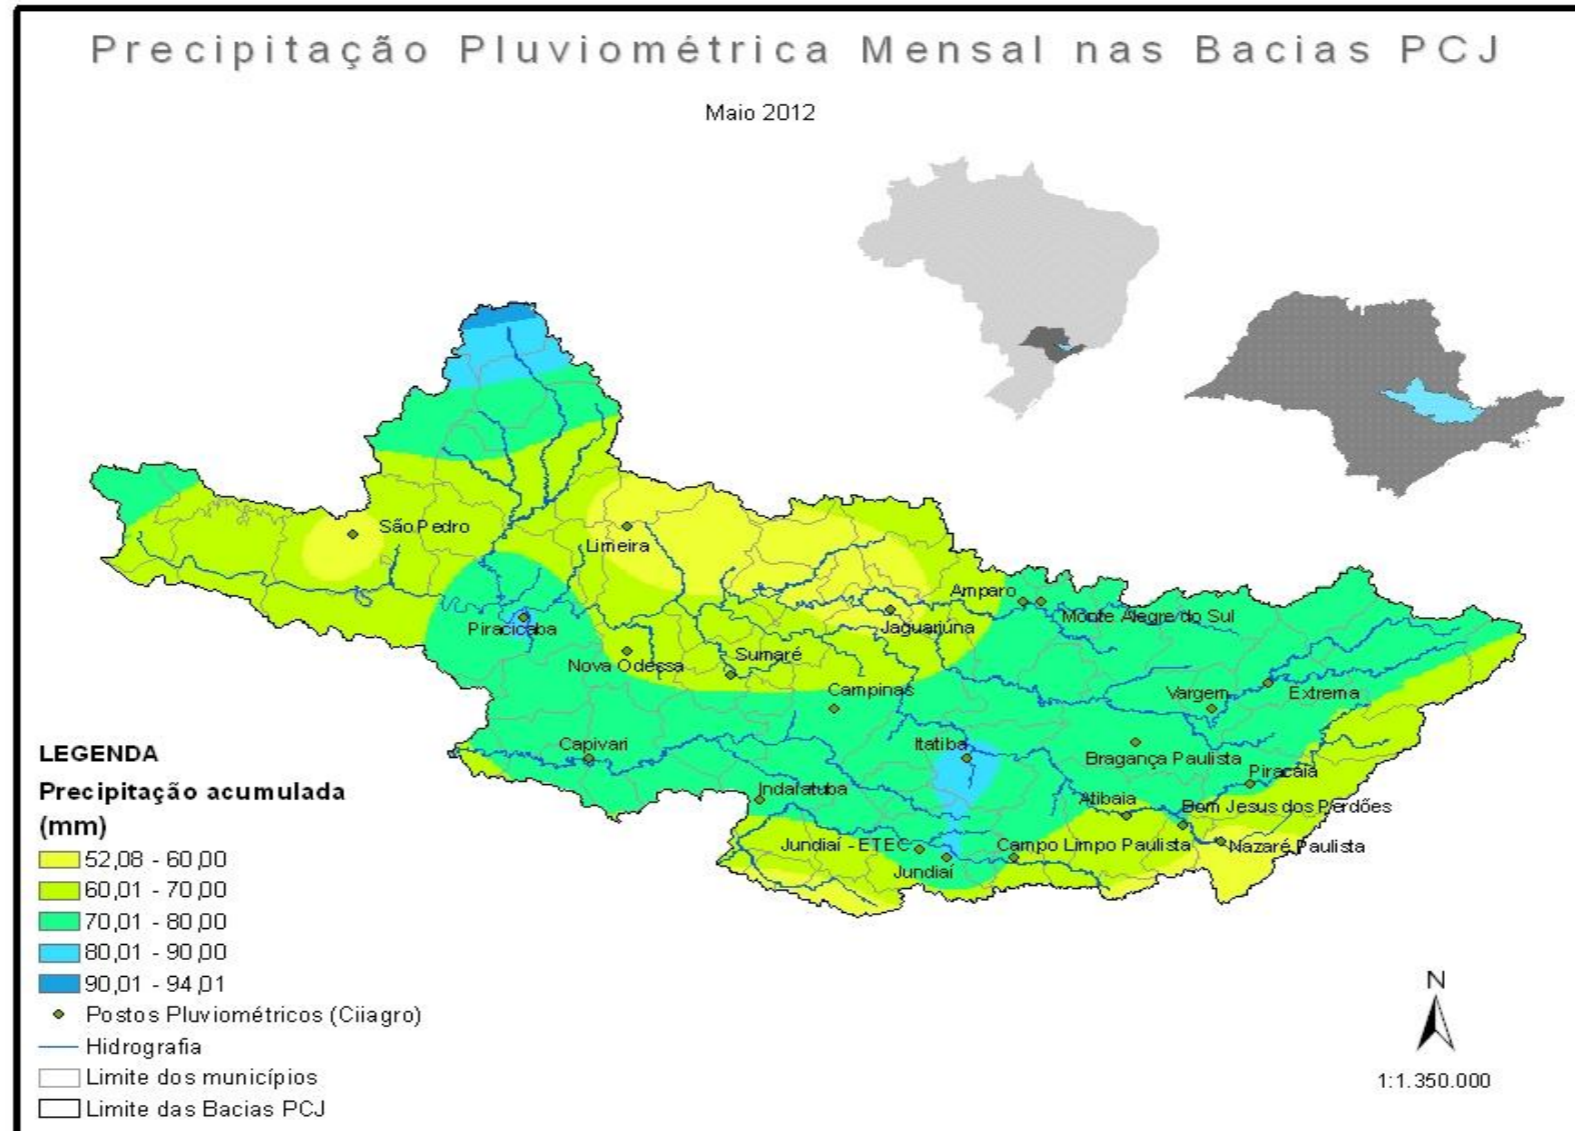 Precipitação Pluviométrica Mensal nas Bacias PCJ
Maio 2012
São Pedro
Limeira
Amparo
Monte Alegre do Sul
Piracicaba
Jaguariúna
Nova Odessa
Sumaré
Campinas
Vargem
Extrema
Capivari
Itatiba
Bragança Paulista
Piracaia
Indaiatuba
Atibaia
Bom Jesus dos Perdões
Jundiaí - ETEC
Campo Limpo Paulista
Nazaré Paulista
Jundiaí
LEGENDA
Precipitação acumulada
(mm)
52,08 - 60,00
60,01 - 70,00
70,01 - 80,00
80,01 - 90,00
90,01 - 94,01
Postos Pluviométricos (Ciiagro)
Hidrografia
Limite dos municípios
Limite das Bacias PCJ
N
1:1.350.000